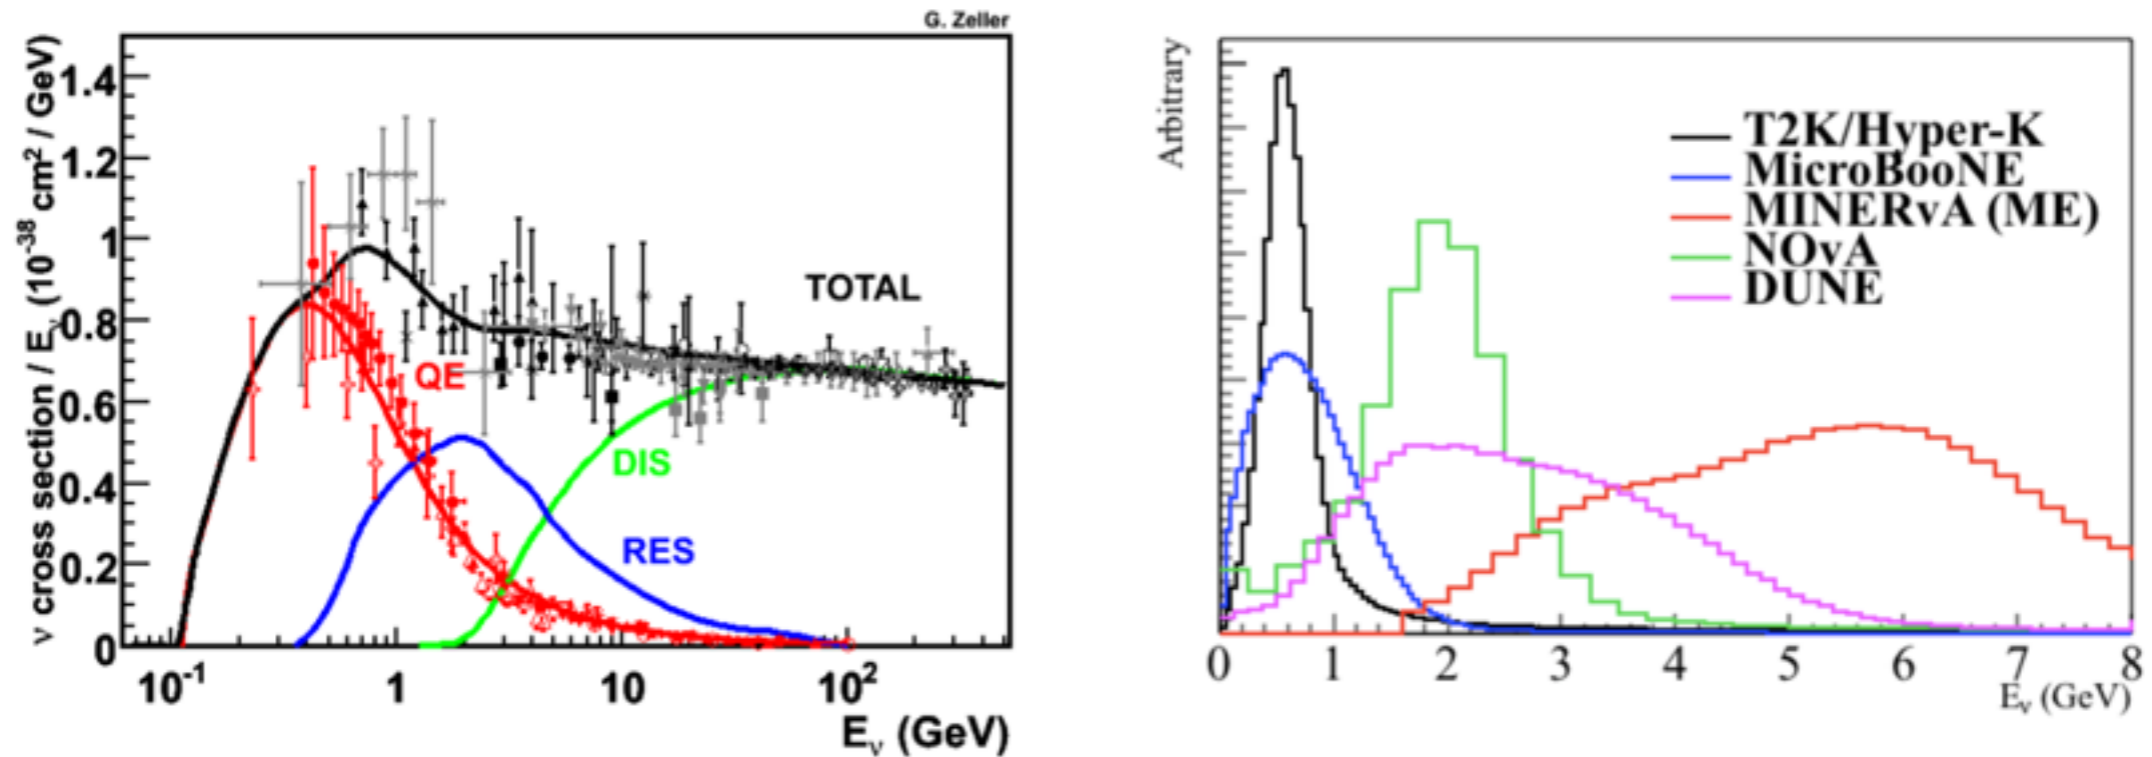 G. Zeller
ν cross section / Eν (10-38 cm2 / GeV)
1.4
1.2
1
0.8
0.6
0.4
0.2
0
TOTAL
QE
DIS
RES
10-1
1
10
102
Eν (GeV)
Arbitrary
T2K/Hyper-K
MicroBooNE
MINERvA (ME)
NOvA
DUNE
0 1 2 3 4 5 6 7 8
Eν (GeV)